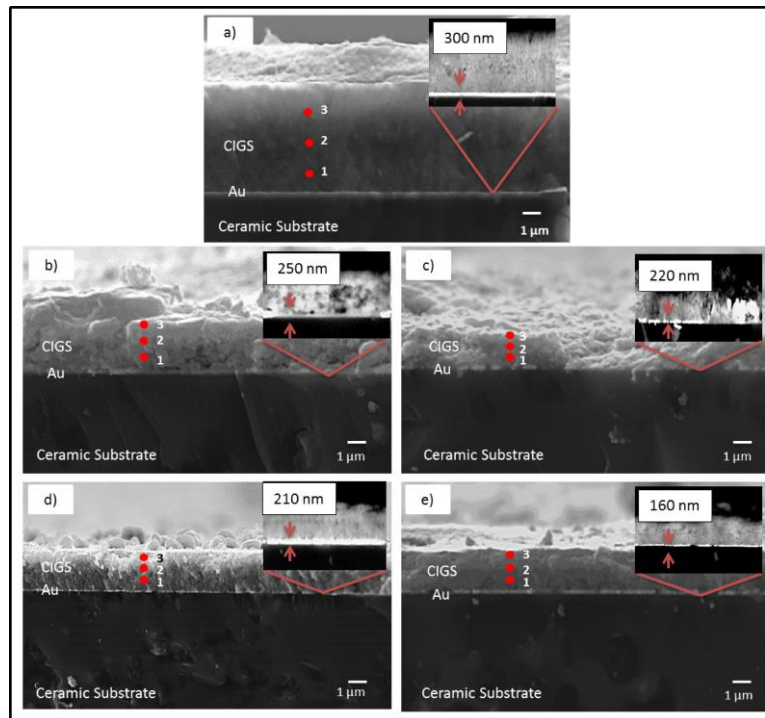 a)
300 nm
3
2
CIGS
1
Au
Ceramic Substrate
1 µm
b)
250 nm
3
2
CIGS
1
Au
Ceramic Substrate
1 µm
c)
220 nm
3
CIGS
2
1
Au
Ceramic Substrate
1 µm
d)
210 nm
3
CIGS
2
1
Au
Ceramic Substrate
1 µm
e)
160 nm
3
CIGS
2
1
Au
Ceramic Substrate
1 µm